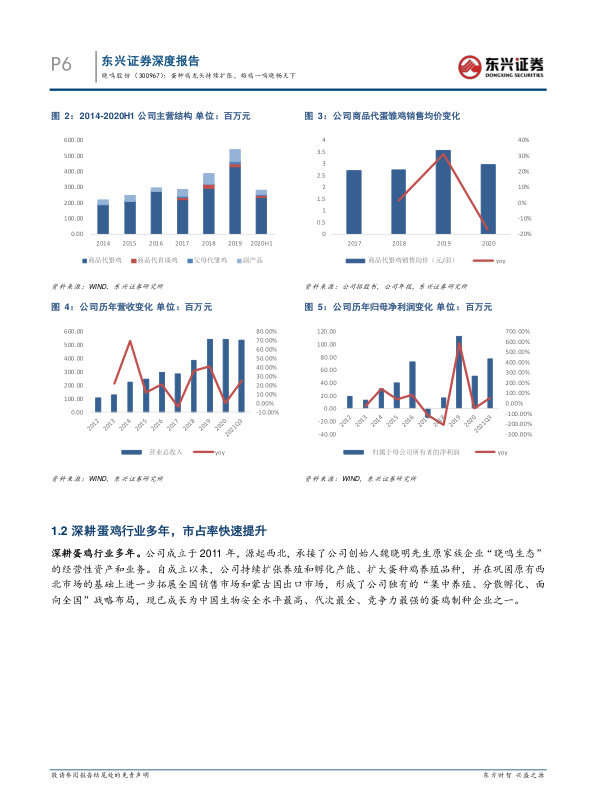 P6
东兴证券深度报告
晓鸣股份（300967）：蛋种鸡龙头持续扩张，雄鸡一鸣晓畅天下
东兴证券
DONGXING SECURITIES
图 2：2014-2020H1 公司主营结构 单位：百万元
600.00
500.00
400.00
300.00
200.00
100.00
0.00
2014 2015 2016 2017 2018 2019 2020H1
商品代雏鸡 商品代育成鸡 父母代雏鸡 副产品
资料来源：WIND，东兴证券研究所
图 3：公司商品代蛋雏鸡销售均价变化
4
3.5
3
2.5
2
1.5
1
0.5
0
40%
30%
20%
10%
0%
-10%
-20%
2017 2018 2019 2020
商品代雏鸡销售均价（元/羽） yoy
资料来源：公司招股书，公司年报，东兴证券研究所
图 4：公司历年营收变化 单位：百万元
600.00
500.00
400.00
300.00
200.00
100.00
0.00
80.00%
70.00%
60.00%
50.00%
40.00%
30.00%
20.00%
10.00%
0.00%
-10.00%
2012 2013 2014 2015 2016 2017 2018 2019 2020 2021Q3
营业总收入 yoy
资料来源：WIND，东兴证券研究所
图 5：公司历年归母净利润变化 单位：百万元
120.00
100.00
80.00
60.00
40.00
20.00
0.00
-20.00
-40.00
700.00%
600.00%
500.00%
400.00%
300.00%
200.00%
100.00%
0.00%
-100.00%
-200.00%
-300.00%
2012 2013 2014 2015 2016 2017 2018 2019 2020 2021Q3
归属于母公司所有者的净利润 yoy
资料来源：WIND，东兴证券研究所
1.2 深耕蛋鸡行业多年，市占率快速提升
深耕蛋鸡行业多年。公司成立于 2011 年，源起西北，承接了公司创始人魏晓明先生原家族企业“晓鸣生态”
的经营性资产和业务。自成立以来，公司持续扩张养殖和孵化产能、扩大蛋种鸡养殖品种，并在巩固原有西
北市场的基础上进一步拓展全国销售市场和蒙古国出口市场，形成了公司独有的“集中养殖、分散孵化、面
向全国”战略布局，现已成长为中国生物安全水平最高、代次最全、竞争力最强的蛋鸡制种企业之一。
敬请参阅报告结尾处的免责声明
东方财智 兴盛之源